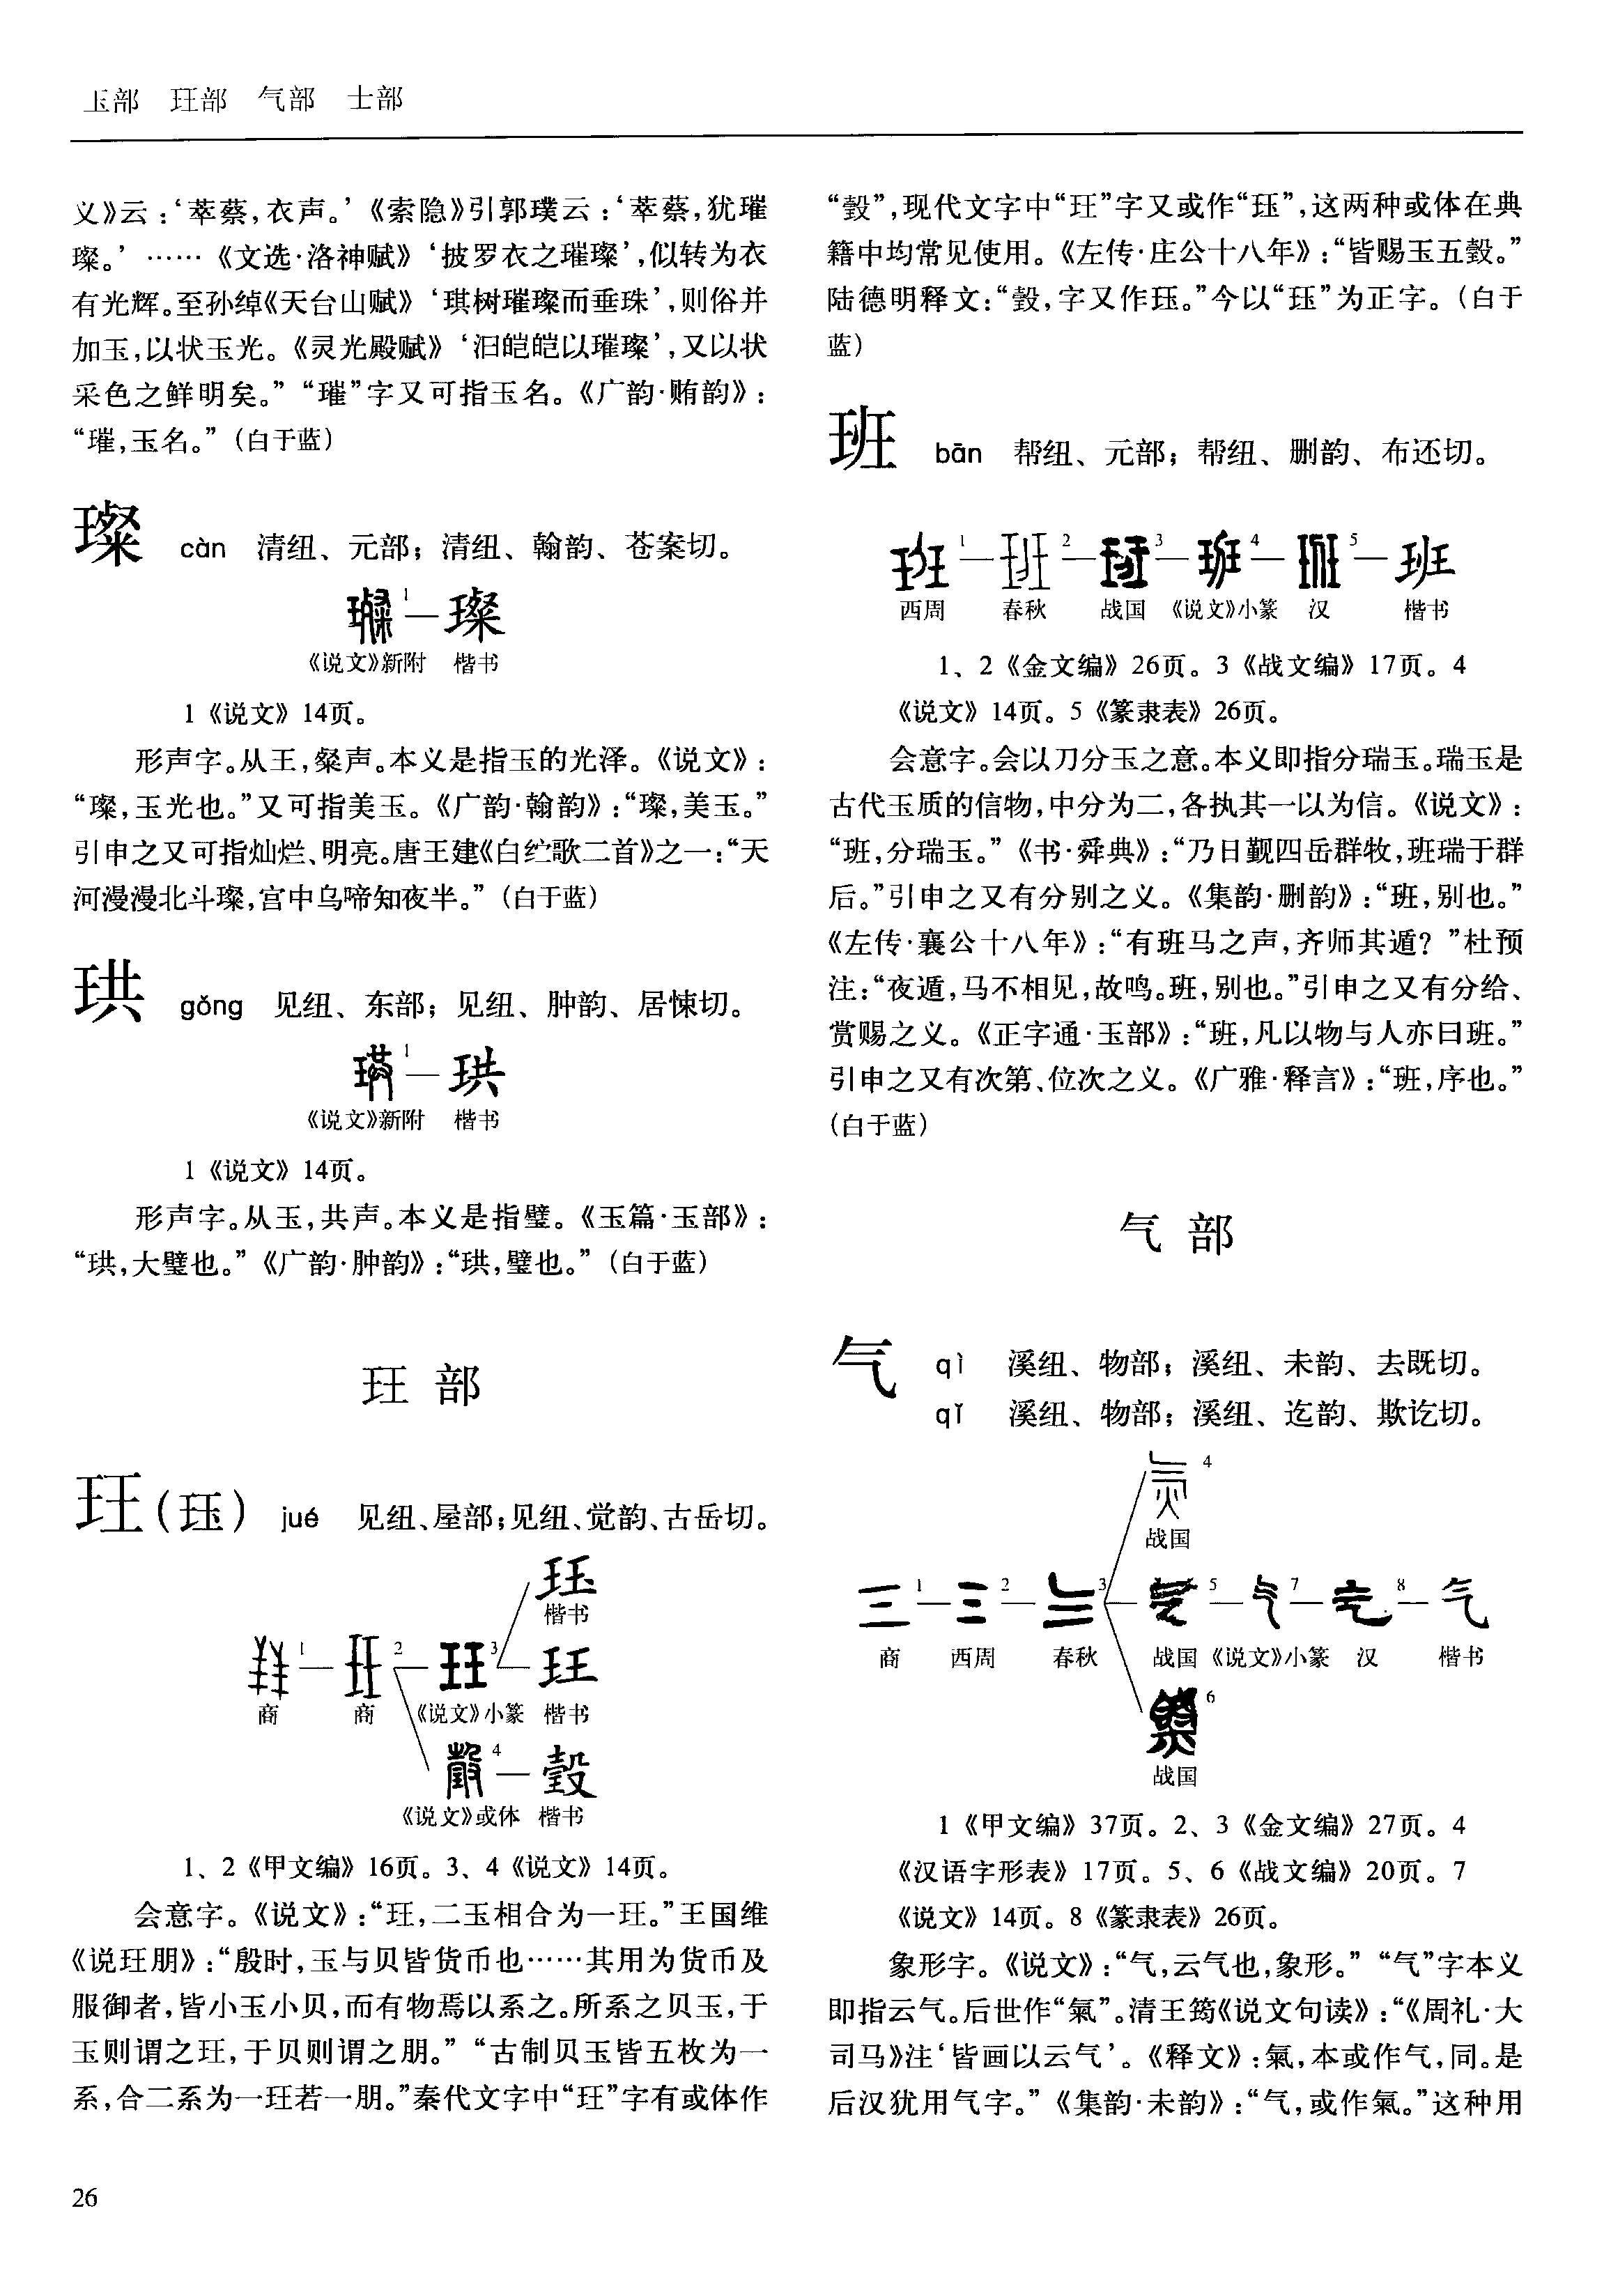 玉部　玨部　气部　士部
义》云：‘萃蔡，衣声。’《索隐》引郭璞云：‘萃蔡，犹璀
璨。’……《文选·洛神赋》‘披罗衣之璀璨’，似转为衣
有光辉。至孙绰《天台山赋》‘琪树璀璨而垂珠’，则俗并
加玉，以状玉光。《灵光殿赋》‘汩皑皑以璀璨’，又以状
采色之鲜明矣。”“璀”字又可指玉名。《广韵·贿韵》：
“璀，玉名。”（白于蓝）
璨　càn　清纽、元部；清纽、翰韵、苍案切。
1—璨
《说文》新附　楷书
1《说文》14页。
形声字。从王，粲声。本义是指玉的光泽。《说文》：
“璨，玉光也。”又可指美玉。《广韵·翰韵》：“璨，美玉。”
引申之又可指灿烂、明亮。唐王建《白纻歌二首》之一：“天
河漫漫北斗璨，宫中乌啼知夜半。”（白于蓝）
珙　gǒng　见纽、东部；见纽、肿韵、居悚切。
1—珙
《说文》新附　楷书
1《说文》14页。
形声字。从玉，共声。本义是指璧。《玉篇·玉部》：
“珙，大璧也。”《广韵·肿韵》：“珙，璧也。”（白于蓝）
玨部
玨（珏）　jué　见纽、屋部；见纽、觉韵、古岳切。
珏
楷书
1—2—3—玨
商　商　《说文》小篆　楷书
4—瑴
《说文》或体　楷书
1、2《甲文编》16页。3、4《说文》14页。
会意字。《说文》：“玨，二玉相合为一玨。”王国维
《说玨朋》：“殷时，玉与贝皆货币也……其用为货币及
服御者，皆小玉小贝，而有物焉以系之。所系之贝玉，于
玉则谓之玨，于贝则谓之朋。”“古制贝玉皆五枚为一
系，合二系为一玨若一朋。”秦代文字中“玨”字有或体作
“瑴”，现代文字中“玨”字又或作“珏”，这两种或体在典
籍中均常见使用。《左传·庄公十八年》：“皆赐玉五瑴。”
陆德明释文：“瑴，字又作珏。”今以“珏”为正字。（白于
蓝）
班　bān　帮纽、元部；帮纽、删韵、布还切。
1—2—3—4—5—班
西周　春秋　战国　《说文》小篆　汉　楷书
1、2《金文编》26页。3《战文编》17页。4
《说文》14页。5《篆隶表》26页。
会意字。会以刀分玉之意。本义即指分瑞玉。瑞玉是
古代玉质的信物，中分为二，各执其一以为信。《说文》：
“班，分瑞玉。”《书·舜典》：“乃日觐四岳群牧，班瑞于群
后。”引申之又有分别之义。《集韵·删韵》：“班，别也。”
《左传·襄公十八年》：“有班马之声，齐师其遁？”杜预
注：“夜遁，马不相见，故鸣。班，别也。”引申之又有分给、
赏赐之义。《正字通·玉部》：“班，凡以物与人亦曰班。”
引申之又有次第、位次之义。《广雅·释言》：“班，序也。”
（白于蓝）
气部
气　qì　溪纽、物部；溪纽、未韵、去既切。
qǐ　溪纽、物部；溪纽、迄韵、欺讫切。
4
战国
1—2—3—5—7—8—气
商　西周　春秋　战国　《说文》小篆　汉　楷书
6
战国
1《甲文编》37页。2、3《金文编》27页。4
《汉语字形表》17页。5、6《战文编》20页。7
《说文》14页。8《篆隶表》26页。
象形字。《说文》：“气，云气也，象形。”“气”字本义
即指云气。后世作“氣”。清王筠《说文句读》：“《周礼·大
司马》注‘皆画以云气’。《释文》：氣，本或作气，同。是
后汉犹用气字。”《集韵·未韵》：“气，或作氣。”这种用
26